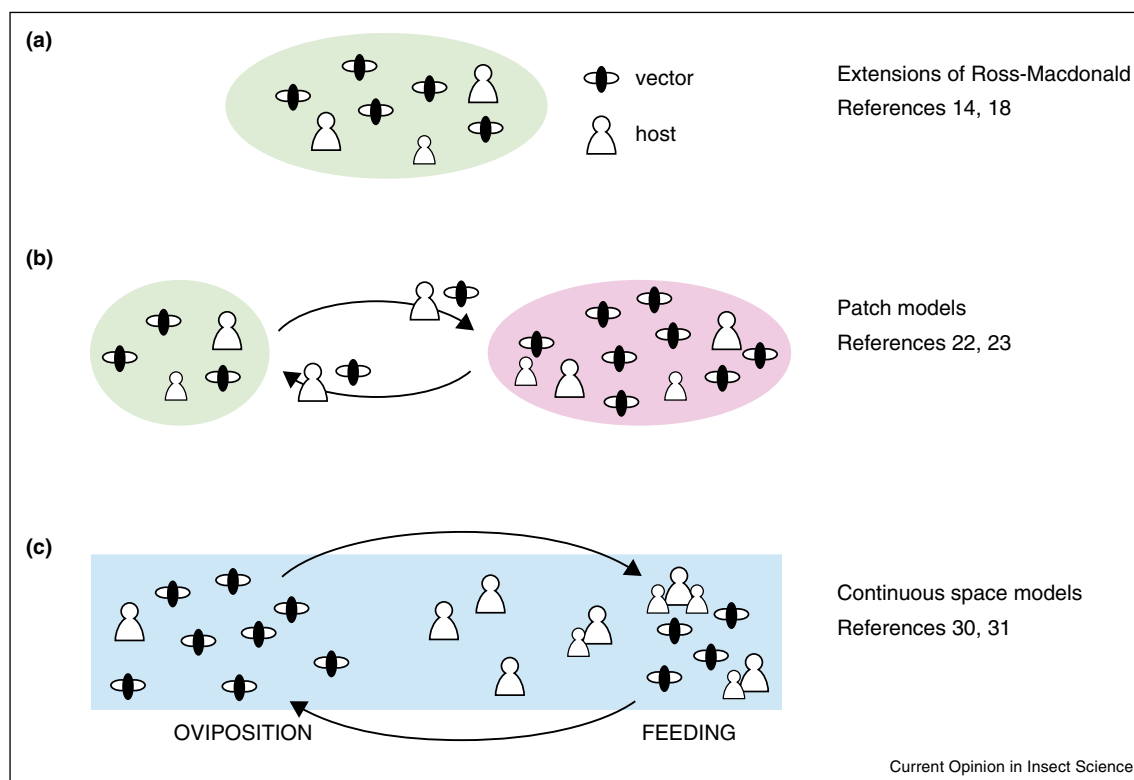 (a)
vector
host
Extensions of Ross-Macdonald
References 14, 18
(b)
Patch models
References 22, 23
(c)
Continuous space models
References 30, 31
OVIPOSITION
FEEDING
Current Opinion in Insect Science